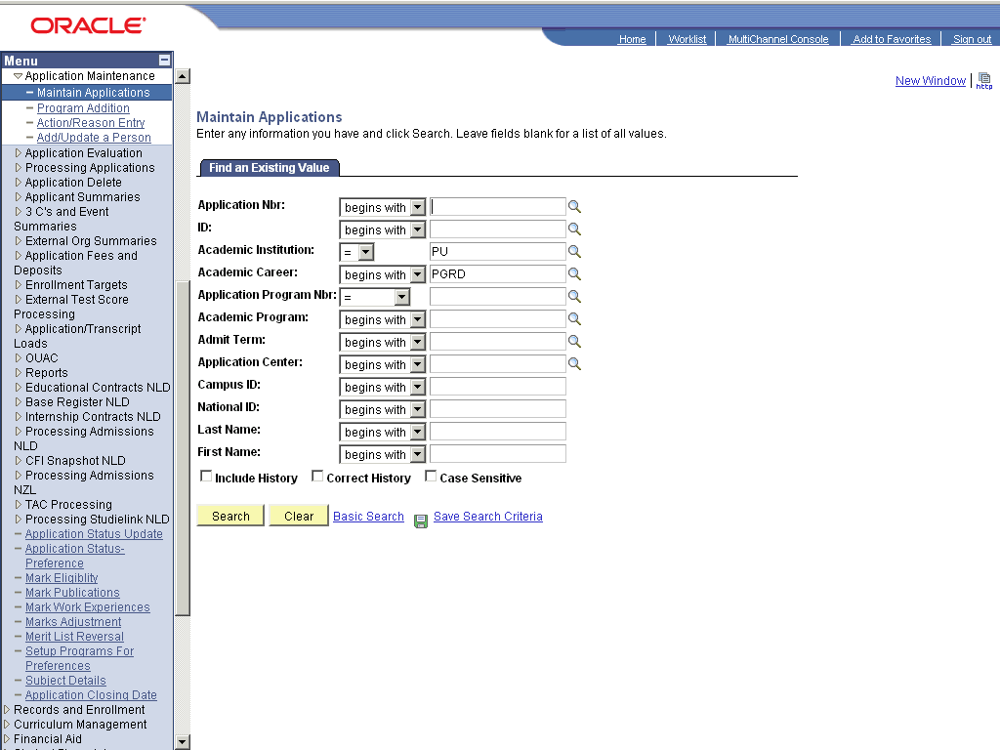 ORACLE®
Home
Worklist
MultiChannel Console
Add to Favorites
Sign out
Menu
Application Maintenance
Maintain Applications
Program Addition
Action/Reason Entry
Add/Update a Person
Application Evaluation
Processing Applications
Application Delete
Applicant Summaries
3 C's and Event
Summaries
External Org Summaries
Application Fees and
Deposits
Enrollment Targets
External Test Score
Processing
Application/Transcript
Loads
OUAC
Reports
Educational Contracts NLD
Base Register NLD
Internship Contracts NLD
Processing Admissions
NLD
CFI Snapshot NLD
Processing Admissions
NZL
TAC Processing
Processing Studielink NLD
Application Status Update
Application Status-
Preference
Mark Eligiblity
Mark Publications
Mark Work Experiences
Marks Adjustment
Merit List Reversal
Setup Programs For
Preferences
Subject Details
Application Closing Date
Records and Enrollment
Curriculum Management
Financial Aid
New Window
http
Maintain Applications
Enter any information you have and click Search. Leave fields blank for a list of all values.
Find an Existing Value
Application Nbr: begins with
ID: begins with
Academic Institution: = PU
Academic Career: begins with PGRD
Application Program Nbr: =
Academic Program: begins with
Admit Term: begins with
Application Center: begins with
Campus ID: begins with
National ID: begins with
Last Name: begins with
First Name: begins with
Include History Correct History Case Sensitive
Search Clear Basic Search Save Search Criteria